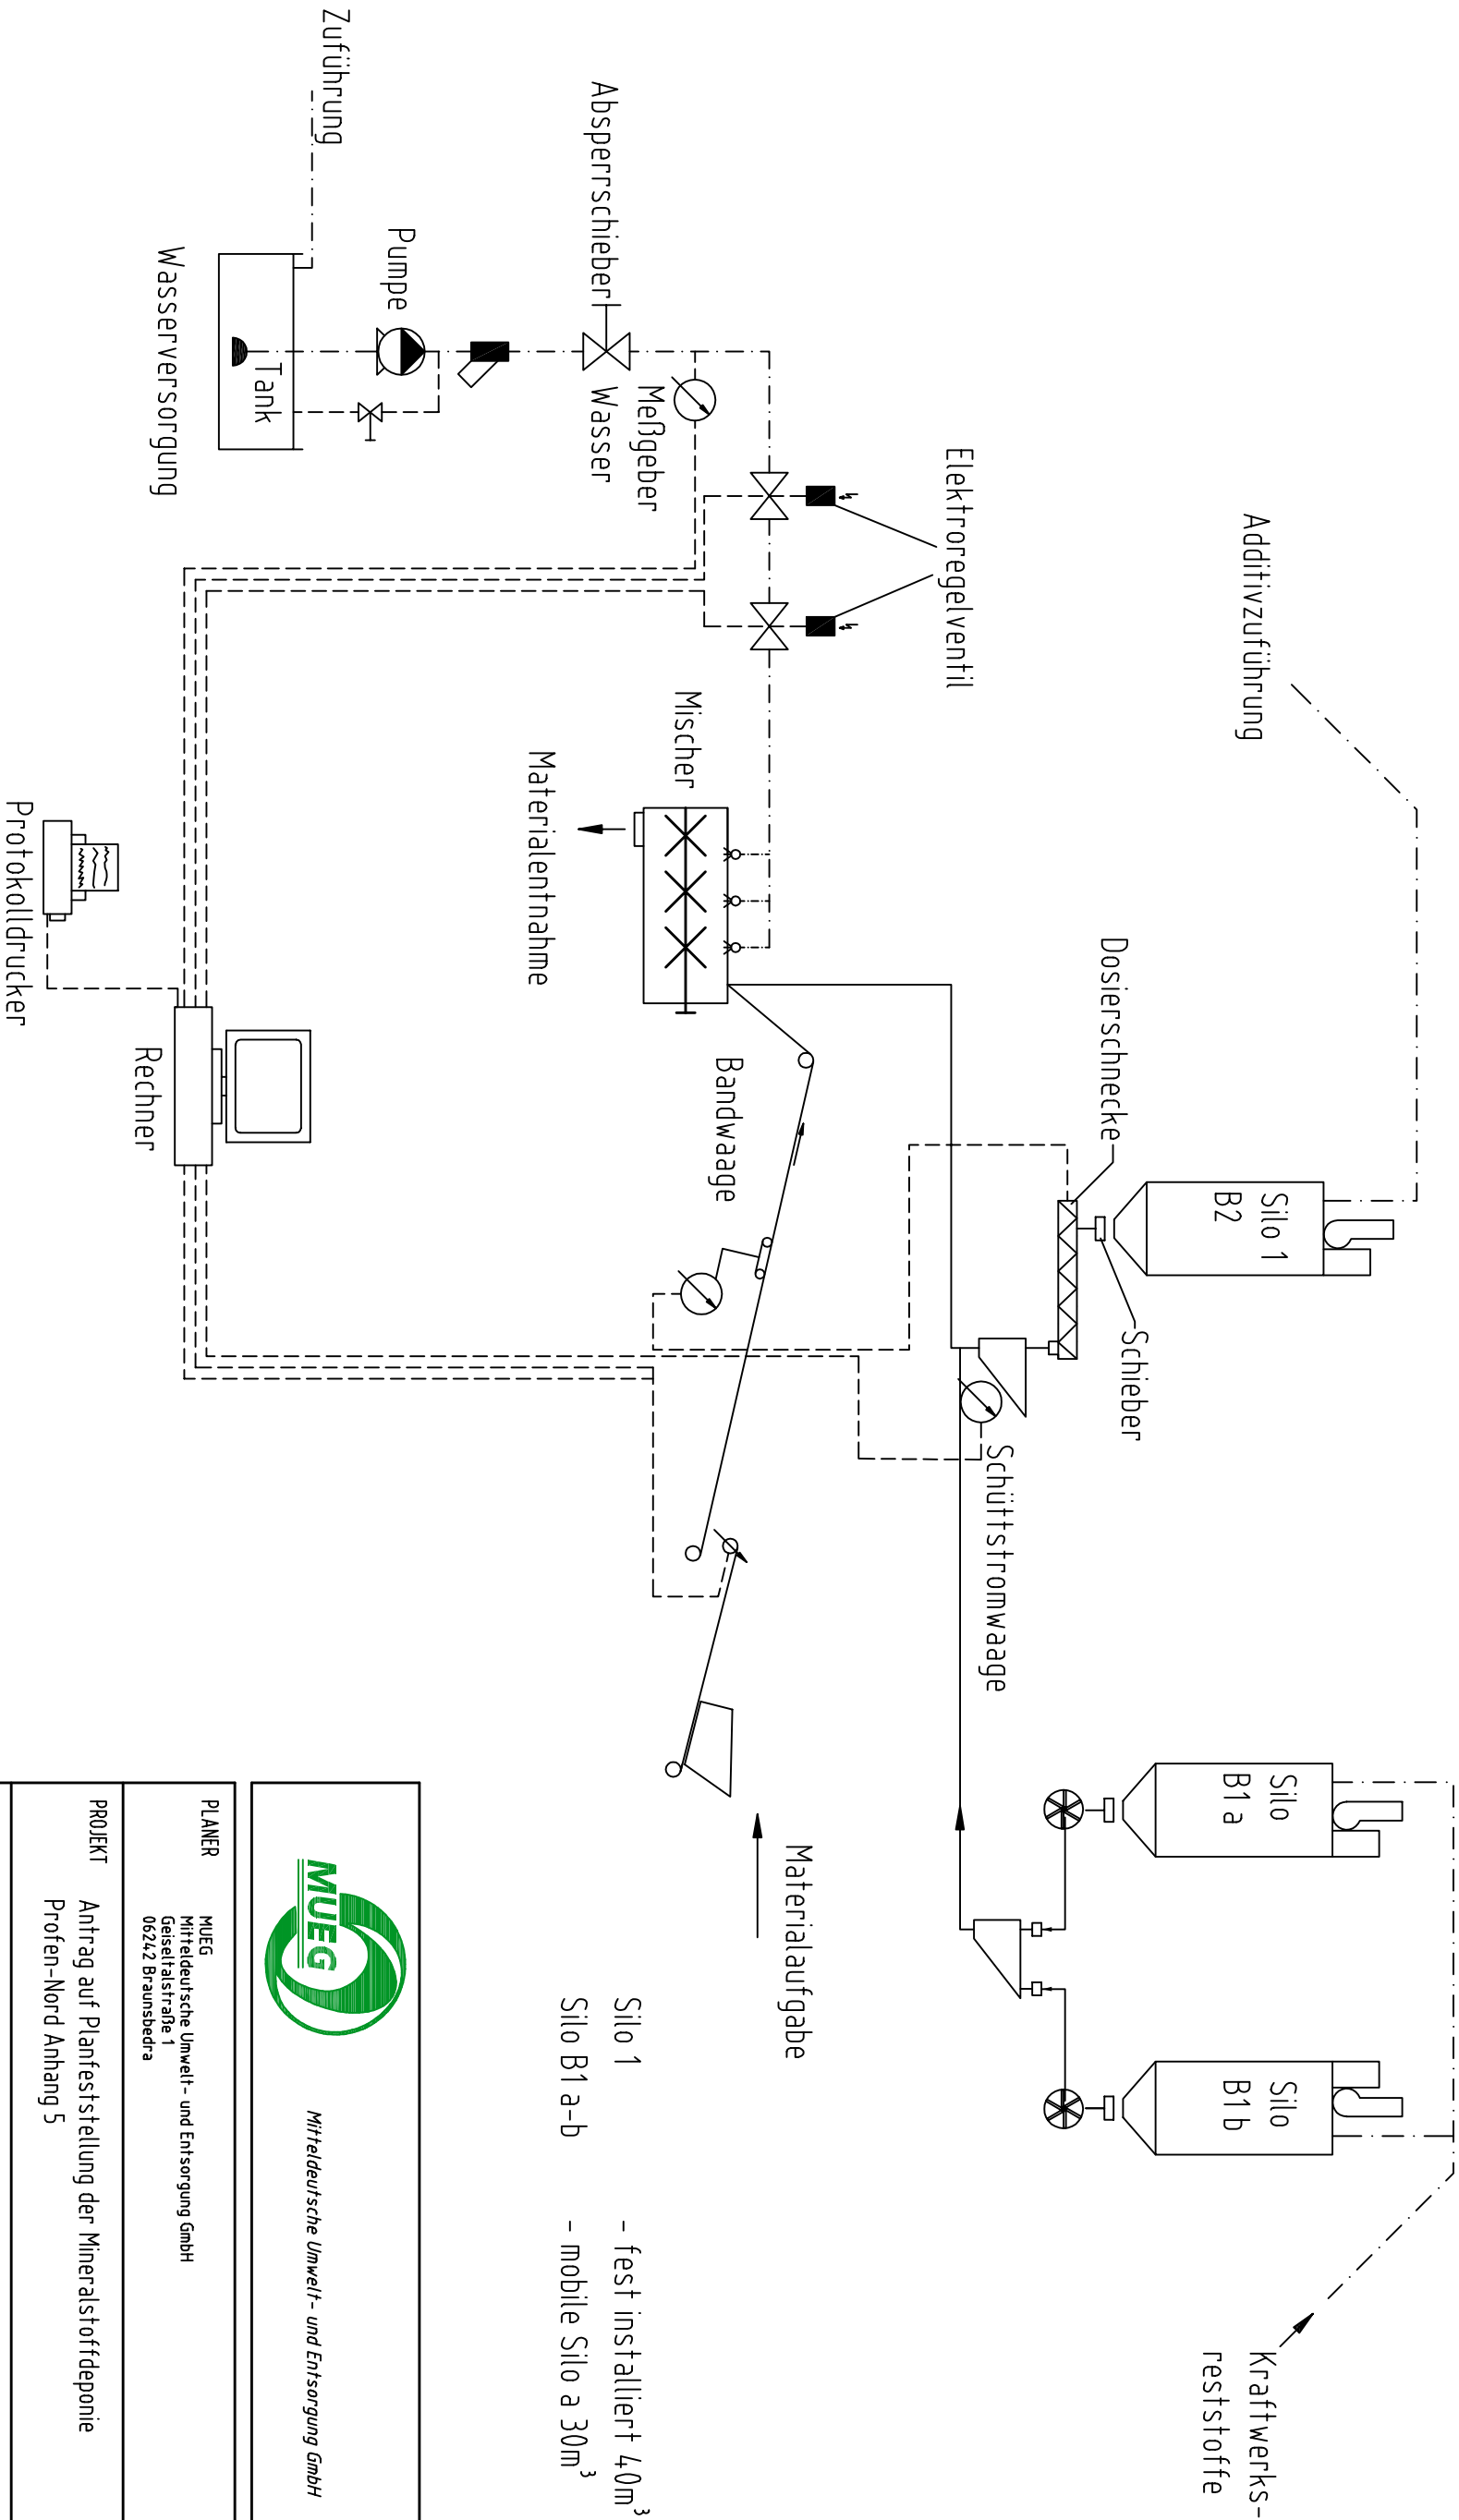 Additivzuführung
Kraftwerks-
reststoffe
Silo 1
B2
Silo
B1 a
Silo
B1 b
Dosierschnecke
Schieber
Schüttstromwaage
Elektroregelventil
Absperrschieber
Meßgeber
Wasser
Pumpe
Zuführung
Tank
Wasserversorgung
Mischer
Materialentnahme
Bandwaage
Materialaufgabe
Rechner
Protokolldrucker
Silo 1 - fest installiert 40m³
Silo B1 a-b - mobile Silo a 30m³
MUEG
Mitteldeutsche Umwelt- und Entsorgung GmbH
PLANER
MUEG
Mitteldeutsche Umwelt- und Entsorgung GmbH
Geiseltalstraße 1
06242 Braunsbedra
PROJEKT
Antrag auf Planfeststellung der Mineralstoffdeponie
Profen-Nord Anhang 5